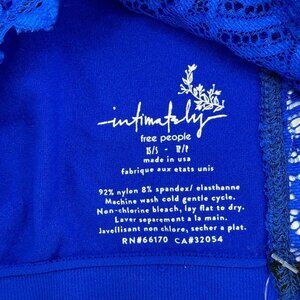 intimately
free people
XS/S - TP/P
made in usa
fabrique aux etats unis
92% nylon 8% spandex/ elasthanne
Machine wash cold gentle cycle.
Non-chlorine bleach, lay flat to dry.
Laver separement a la main.
Javellisant non chlore, secher a plat.
RN#66170 CA#32054